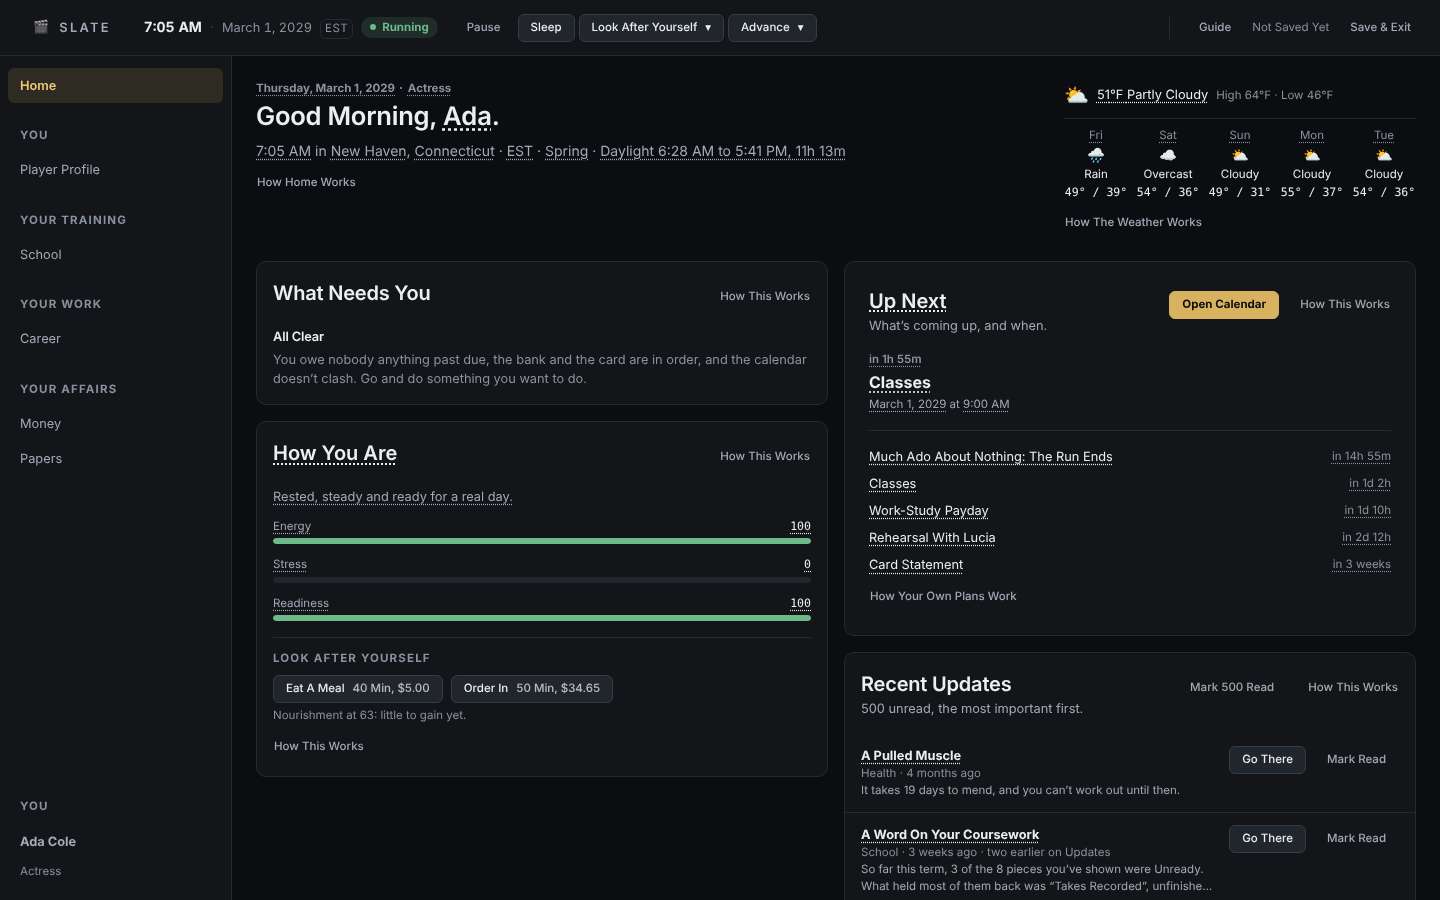 SLATE
7:05 AM · March 1, 2029 EST Running
Pause
Sleep
Look After Yourself ▾
Advance ▾
Guide
Not Saved Yet
Save & Exit
Home
YOU
Player Profile
YOUR TRAINING
School
YOUR WORK
Career
YOUR AFFAIRS
Money
Papers
YOU
Ada Cole
Actress
Thursday, March 1, 2029 · Actress
Good Morning, Ada.
7:05 AM in New Haven, Connecticut · EST · Spring · Daylight 6:28 AM to 5:41 PM, 11h 13m
How Home Works
51°F Partly Cloudy High 64°F · Low 46°F
Fri Sat Sun Mon Tue
Rain Overcast Cloudy Cloudy Cloudy
49° / 39° 54° / 36° 49° / 31° 55° / 37° 54° / 36°
How The Weather Works
What Needs You
How This Works
All Clear
You owe nobody anything past due, the bank and the card are in order, and the calendar
doesn't clash. Go and do something you want to do.
How You Are
How This Works
Rested, steady and ready for a real day.
Energy 100
Stress 0
Readiness 100
LOOK AFTER YOURSELF
Eat A Meal 40 Min, $5.00
Order In 50 Min, $34.65
Nourishment at 63: little to gain yet.
How This Works
Up Next
Open Calendar
How This Works
What's coming up, and when.
in 1h 55m
Classes
March 1, 2029 at 9:00 AM
Much Ado About Nothing: The Run Ends in 14h 55m
Classes in 1d 2h
Work-Study Payday in 1d 10h
Rehearsal With Lucia in 2d 12h
Card Statement in 3 weeks
How Your Own Plans Work
Recent Updates
Mark 500 Read
How This Works
500 unread, the most important first.
A Pulled Muscle
Go There
Mark Read
Health · 4 months ago
It takes 19 days to mend, and you can't work out until then.
A Word On Your Coursework
Go There
Mark Read
School · 3 weeks ago · two earlier on Updates
So far this term, 3 of the 8 pieces you've shown were Unready.
What held most of them back was “Takes Recorded”, unfinishe...